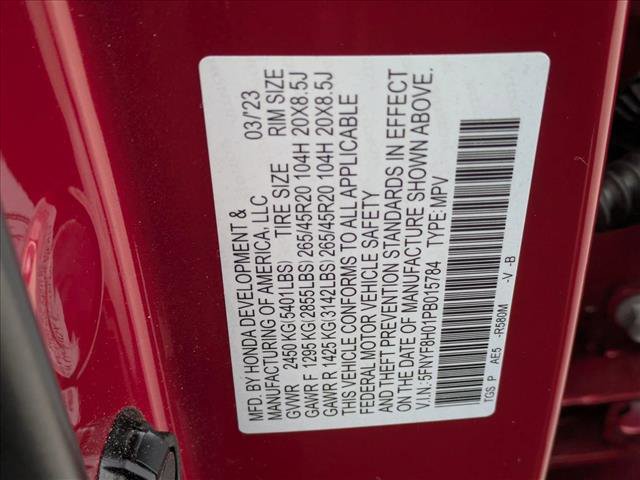 MFD. BY HONDA DEVELOPMENT &
MANUFACTURING OF AMERICA, LLC 03/'23
GVWR 2450 KG(5401LBS) TIRE SIZE RIM SIZE
GAWR F 1295 KG(2855LBS) 265/45R20 104H 20X8.5J
GAWR R 1425 KG(3142LBS) 265/45R20 104H 20X8.5J
THIS VEHICLE CONFORMS TO ALL APPLICABLE
FEDERAL MOTOR VEHICLE SAFETY
AND THEFT PREVENTION STANDARDS IN EFFECT
ON THE DATE OF MANUFACTURE SHOWN ABOVE.
V.I.N.:5FNYF8H01PB015784 TYPE: MPV
TGS P AE5 -R580M -V -B